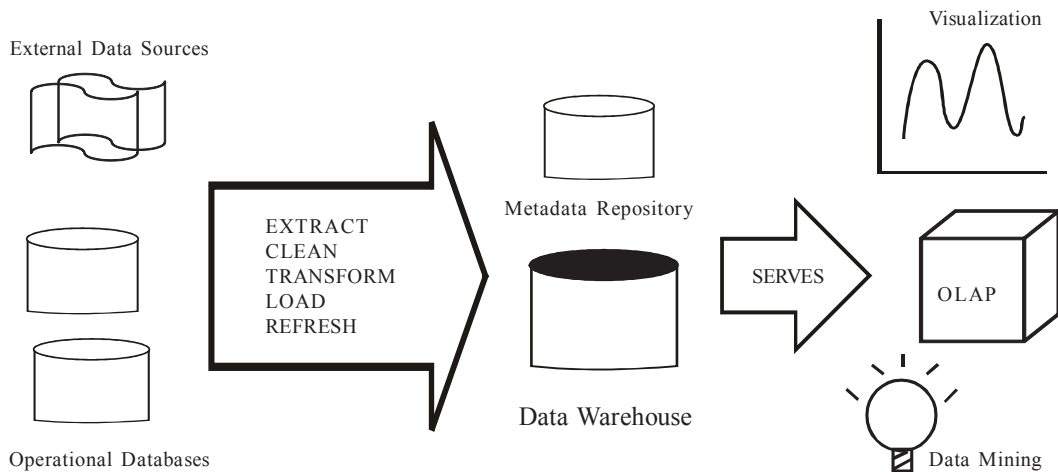 External Data Sources
Operational Databases
EXTRACT
CLEAN
TRANSFORM
LOAD
REFRESH
Metadata Repository
Data Warehouse
SERVES
Visualization
OLAP
Data Mining